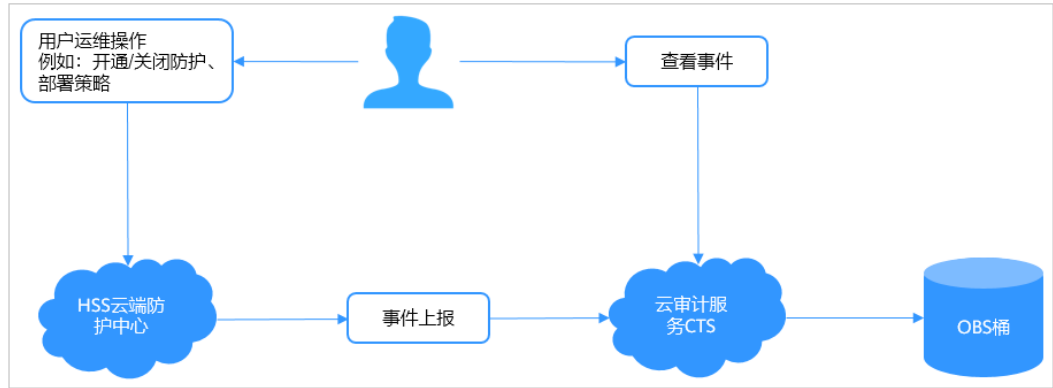 用户运维操作
例如：开通/关闭防护、
部署策略
查看事件
HSS云端防
护中心
事件上报
云审计服
务CTS
OBS桶